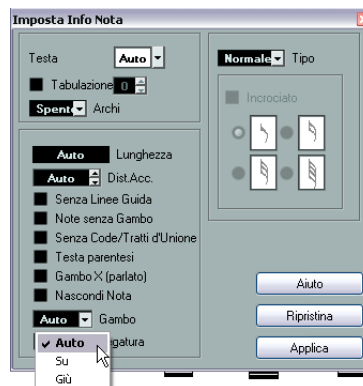 Imposta Info Nota
Testa Auto
Tabulazione 0
Spento Archi
Auto Lunghezza
Auto Dist.Acc.
Senza Linee Guida
Note senza Gambo
Senza Code/Tratti d'Unione
Testa parentesi
Gambo X (parlato)
Nascondi Nota
Auto Gambo
Auto
Su
Giù
Normale Tipo
Incrociato
Aiuto
Ripristina
Applica